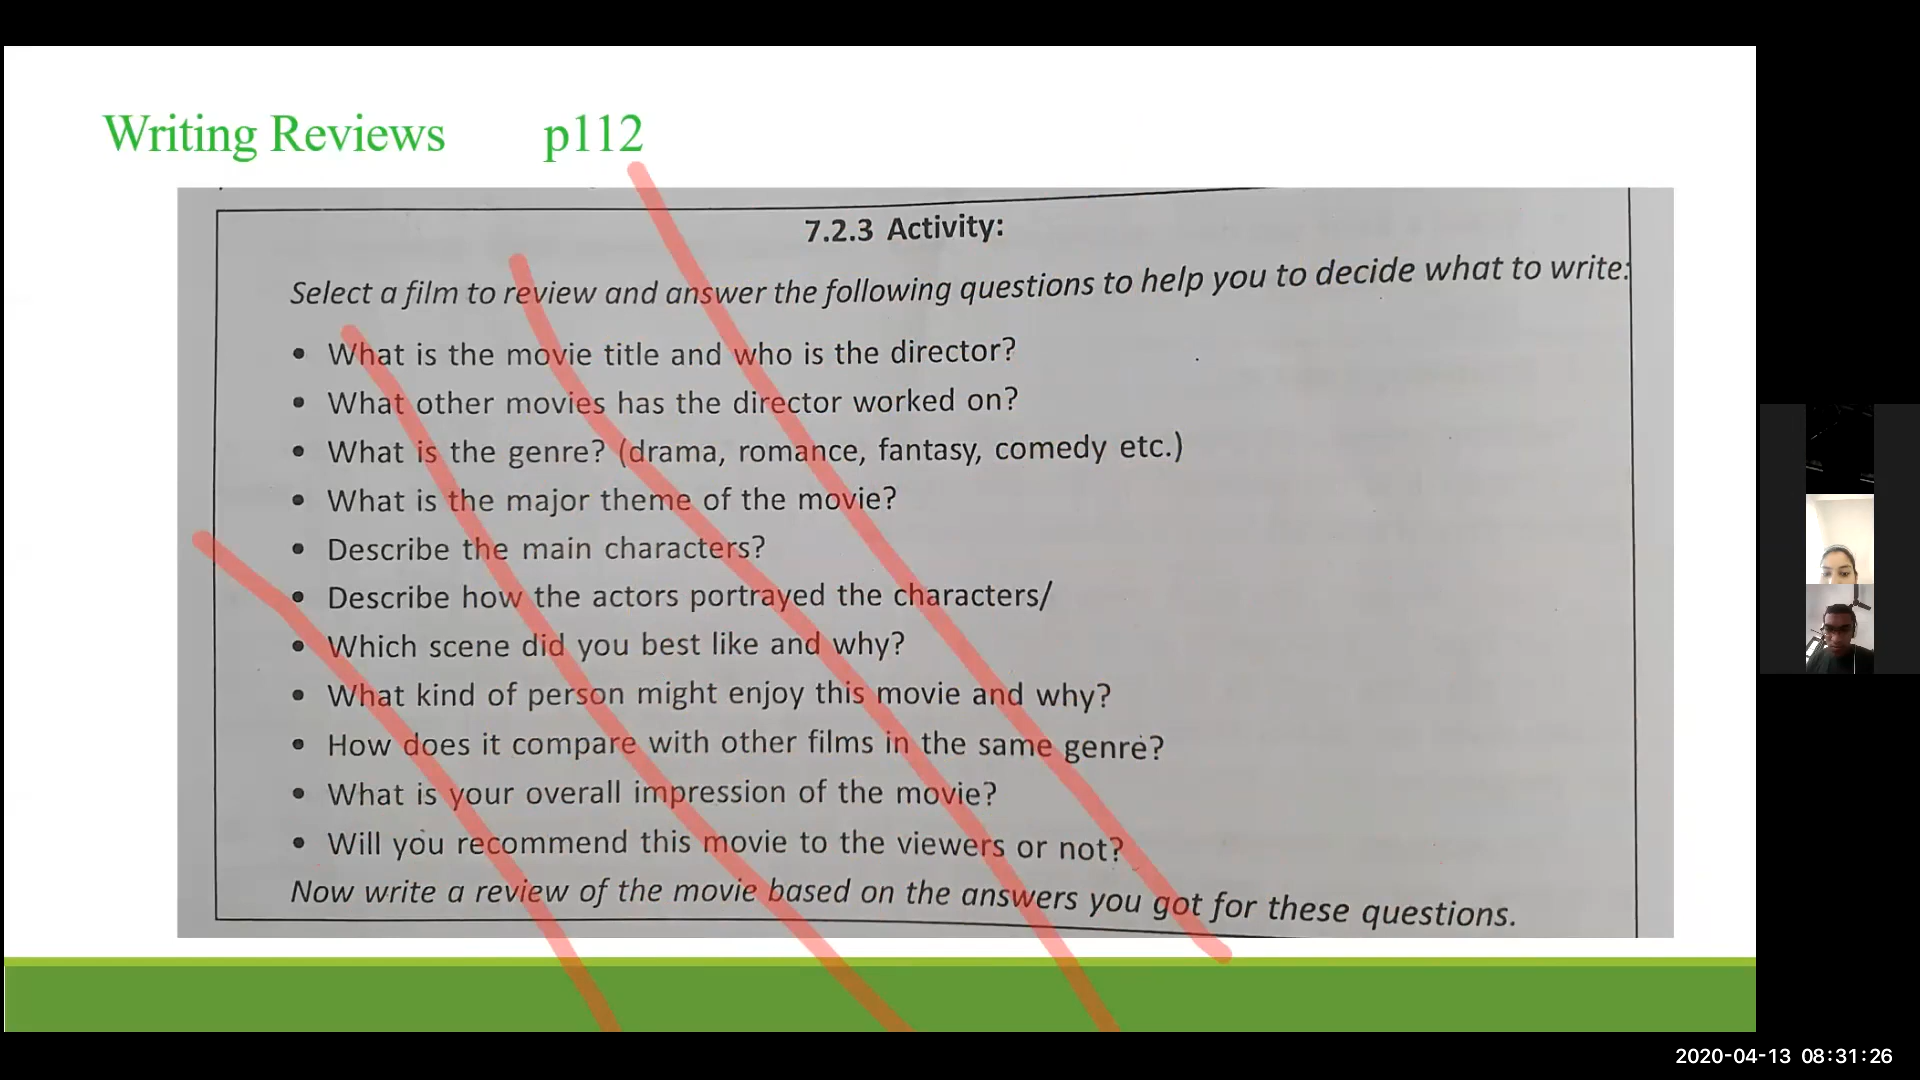 Writing Reviews p112
7.2.3 Activity:
Select a film to review and answer the following questions to help you to decide what to write:
• What is the movie title and who is the director?
• What other movies has the director worked on?
• What is the genre? (drama, romance, fantasy, comedy etc.)
• What is the major theme of the movie?
• Describe the main characters?
• Describe how the actors portrayed the characters/
• Which scene did you best like and why?
• What kind of person might enjoy this movie and why?
• How does it compare with other films in the same genre?
• What is your overall impression of the movie?
• Will you recommend this movie to the viewers or not?
Now write a review of the movie based on the answers you got for these questions.
2020-04-13 08:31:26